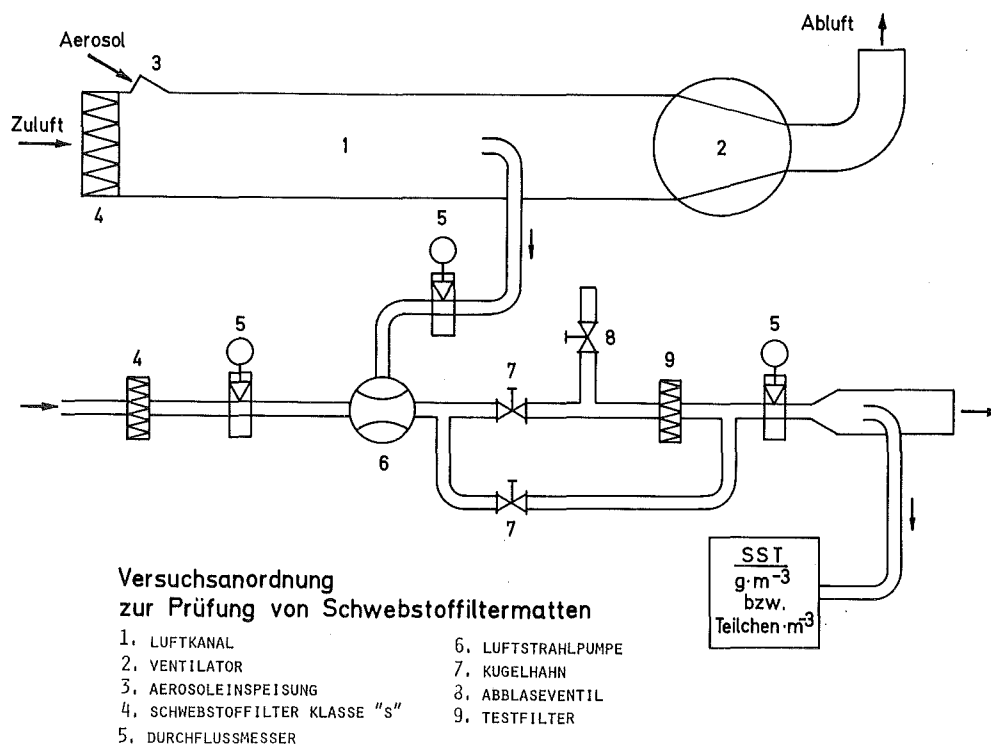 Abluft
Aerosol
3
Zuluft
1
2
4
5
5
4
5
7
8
9
5
6
7
SST
g·m⁻³
bzw.
Teilchen·m⁻³
Versuchsanordnung
zur Prüfung von Schwebstoffiltermatten
1. LUFTKANAL
2. VENTILATOR
3. AEROSOLEINSPEISUNG
4. SCHWEBSTOFFILTER KLASSE "S"
5. DURCHFLUSSMESSER
6. LUFTSTRAHLPUMPE
7. KUGELHAHN
8. ABBLASEVENTIL
9. TESTFILTER